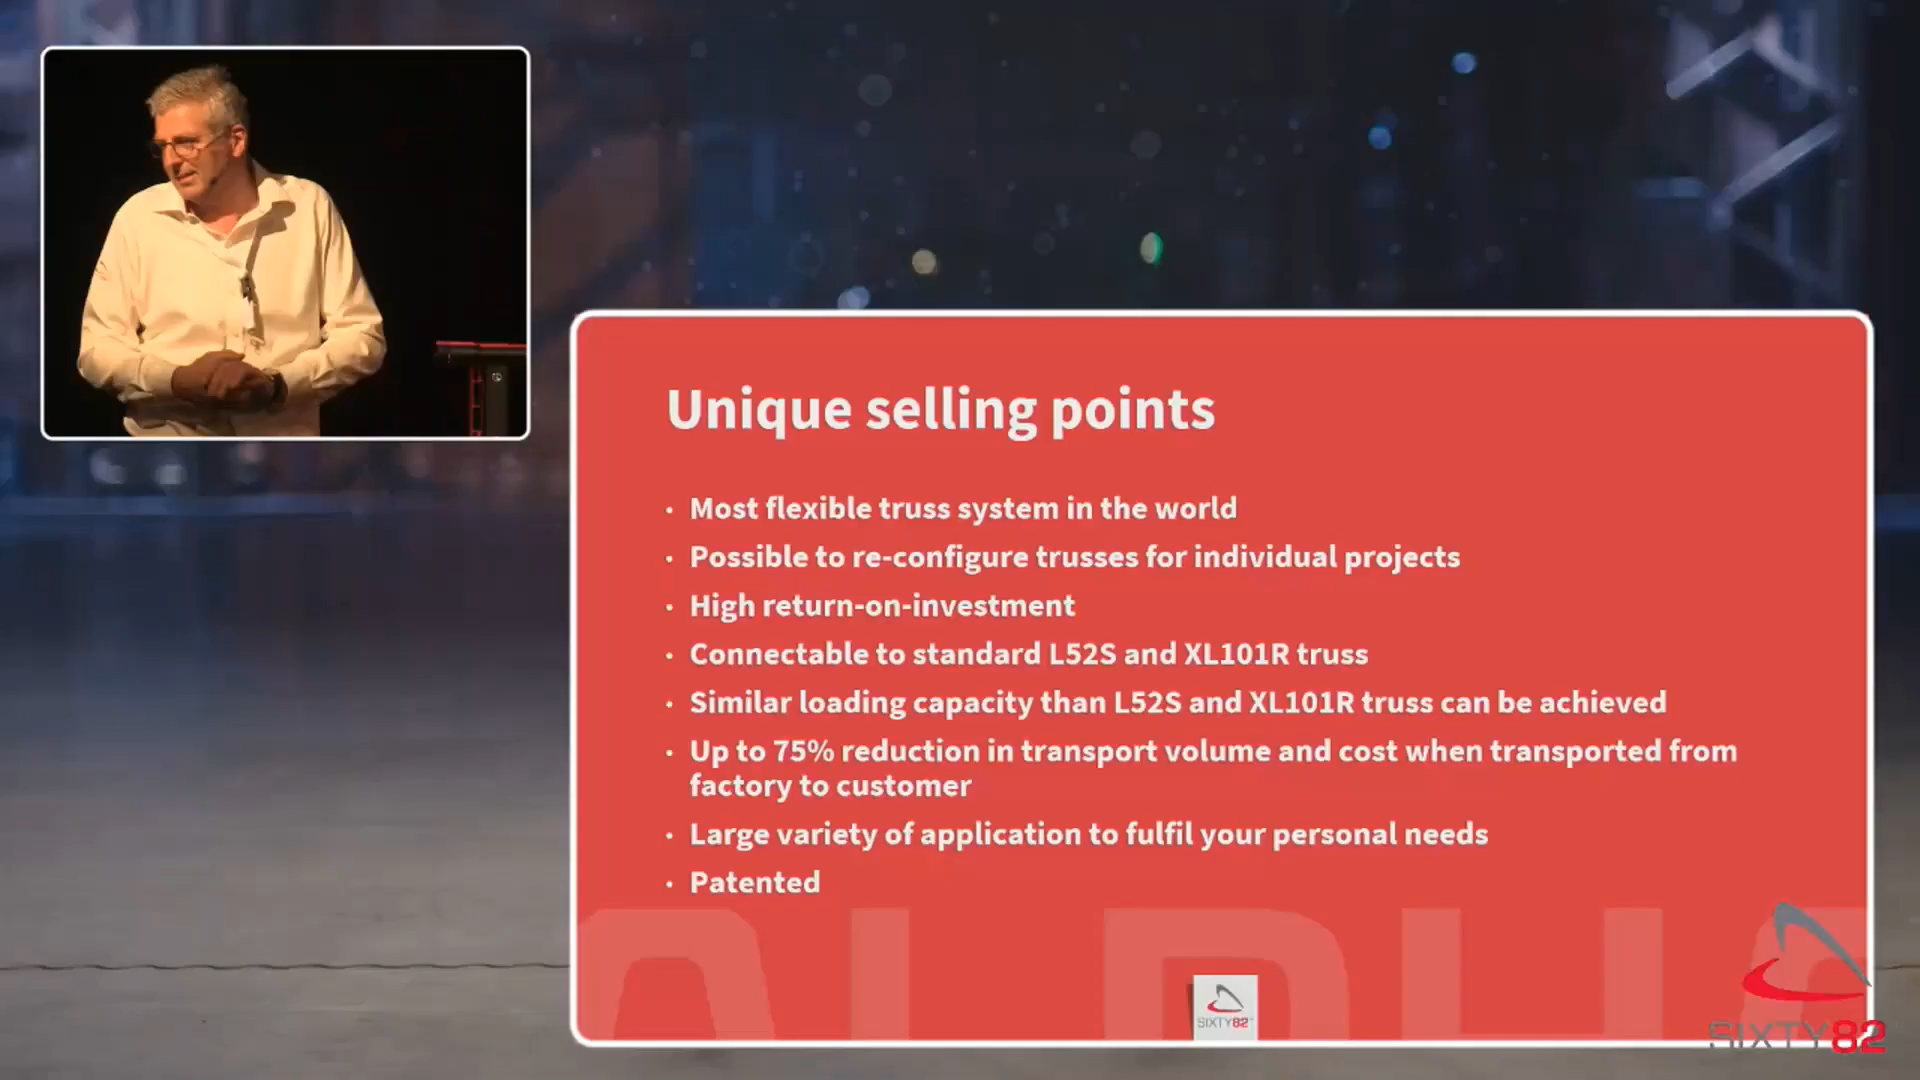 Unique selling points
• Most flexible truss system in the world
• Possible to re-configure trusses for individual projects
• High return-on-investment
• Connectable to standard L52S and XL101R truss
• Similar loading capacity than L52S and XL101R truss can be achieved
• Up to 75% reduction in transport volume and cost when transported from
factory to customer
• Large variety of application to fulfil your personal needs
• Patented
ALPHA
SIXTY82
SIXTY82